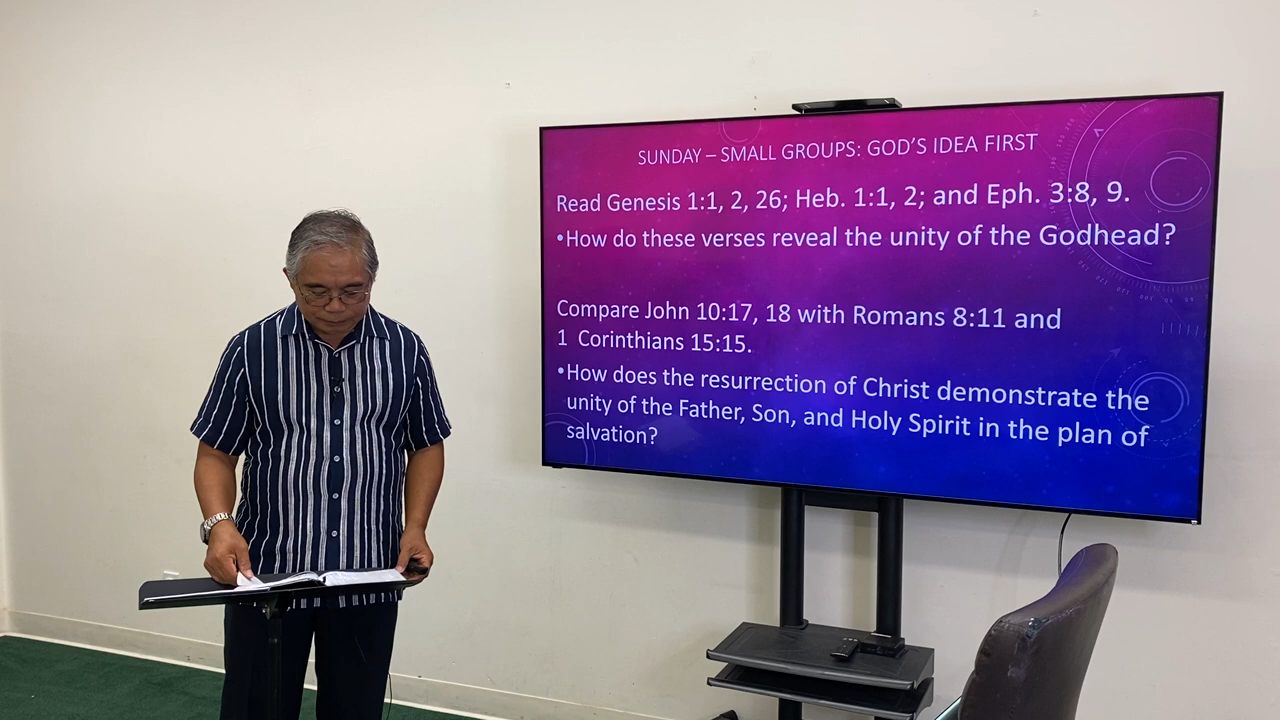 SUNDAY – SMALL GROUPS: GOD'S IDEA FIRST
Read Genesis 1:1, 2, 26; Heb. 1:1, 2; and Eph. 3:8, 9.
•How do these verses reveal the unity of the Godhead?
Compare John 10:17, 18 with Romans 8:11 and
1 Corinthians 15:15.
•How does the resurrection of Christ demonstrate the
unity of the Father, Son, and Holy Spirit in the plan of
salvation?